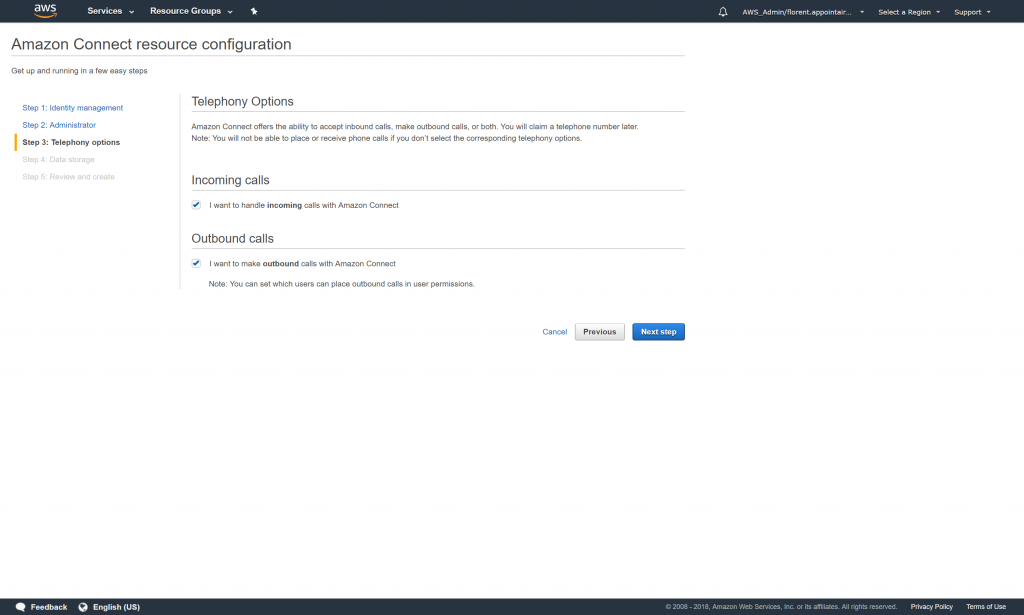 aws
Services
Resource Groups
AWS_Admin/florent.appointair...
Select a Region
Support
Amazon Connect resource configuration
Get up and running in a few easy steps
Step 1: Identity management
Step 2: Administrator
Step 3: Telephony options
Step 4: Data storage
Step 5: Review and create
Telephony Options
Amazon Connect offers the ability to accept inbound calls, make outbound calls, or both. You will claim a telephone number later.
Note: You will not be able to place or receive phone calls if you don't select the corresponding telephony options.
Incoming calls
I want to handle incoming calls with Amazon Connect
Outbound calls
I want to make outbound calls with Amazon Connect
Note: You can set which users can place outbound calls in user permissions.
Cancel
Previous
Next step
Feedback
English (US)
© 2008 - 2018, Amazon Web Services, Inc. or its affiliates. All rights reserved.
Privacy Policy
Terms of Use